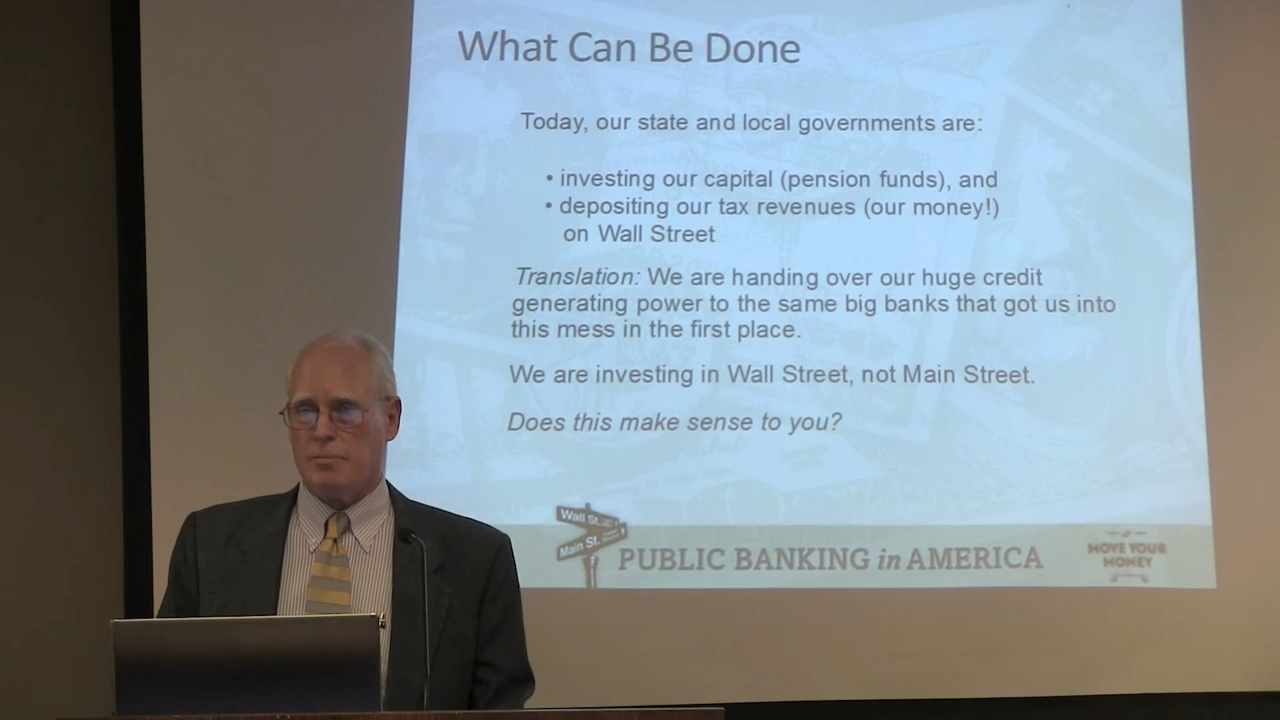 What Can Be Done
Today, our state and local governments are:
• investing our capital (pension funds), and
• depositing our tax revenues (our money!)
on Wall Street
Translation: We are handing over our huge credit
generating power to the same big banks that got us into
this mess in the first place.
We are investing in Wall Street, not Main Street.
Does this make sense to you?
Wall St.
Main St.
PUBLIC BANKING in AMERICA
MOVE YOUR
MONEY